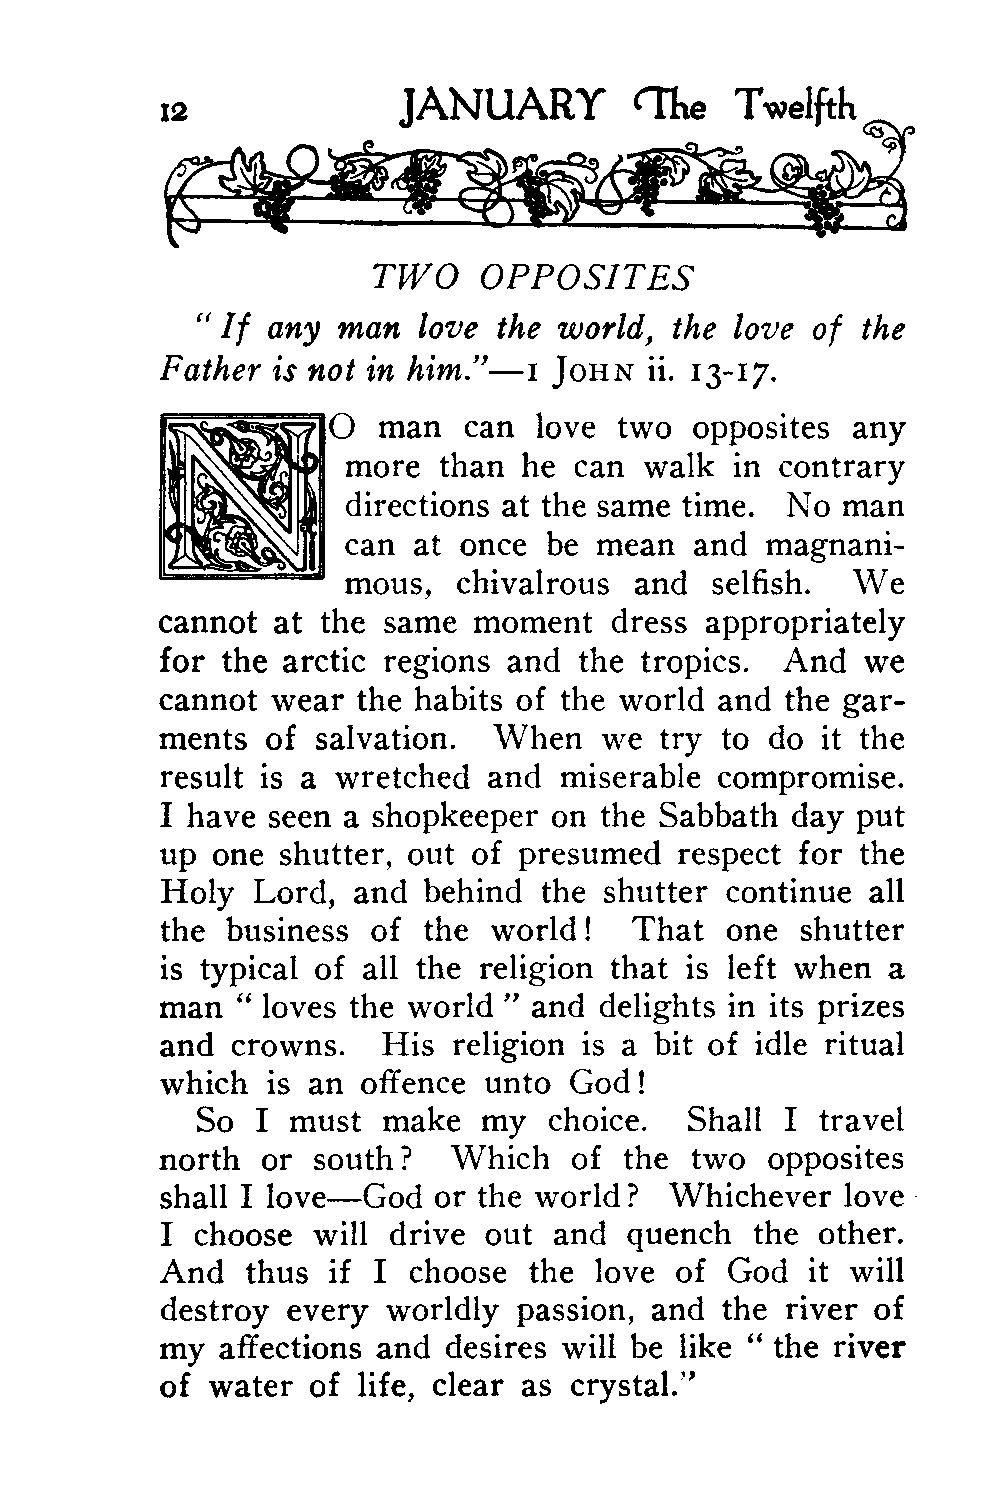 12 JANUARY The Twelfth
TWO OPPOSITES
“ If any man love the world, the love of the
Father is not in him.”—1 JOHN ii. 13-17.
NO man can love two opposites any
more than he can walk in contrary
directions at the same time. No man
can at once be mean and magnani-
mous, chivalrous and selfish. We
cannot at the same moment dress appropriately
for the arctic regions and the tropics. And we
cannot wear the habits of the world and the gar-
ments of salvation. When we try to do it the
result is a wretched and miserable compromise.
I have seen a shopkeeper on the Sabbath day put
up one shutter, out of presumed respect for the
Holy Lord, and behind the shutter continue all
the business of the world! That one shutter
is typical of all the religion that is left when a
man “ loves the world ” and delights in its prizes
and crowns. His religion is a bit of idle ritual
which is an offence unto God!
So I must make my choice. Shall I travel
north or south? Which of the two opposites
shall I love—God or the world? Whichever love
I choose will drive out and quench the other.
And thus if I choose the love of God it will
destroy every worldly passion, and the river of
my affections and desires will be like “ the river
of water of life, clear as crystal.”